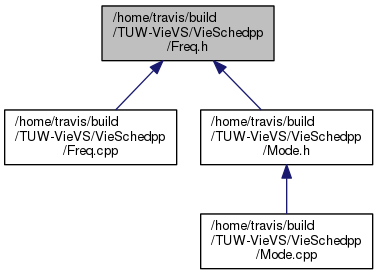 /home/travis/build
/TUW-VieVS/VieSchedpp
/Freq.h
/home/travis/build
/TUW-VieVS/VieSchedpp
/Freq.cpp
/home/travis/build
/TUW-VieVS/VieSchedpp
/Mode.h
/home/travis/build
/TUW-VieVS/VieSchedpp
/Mode.cpp